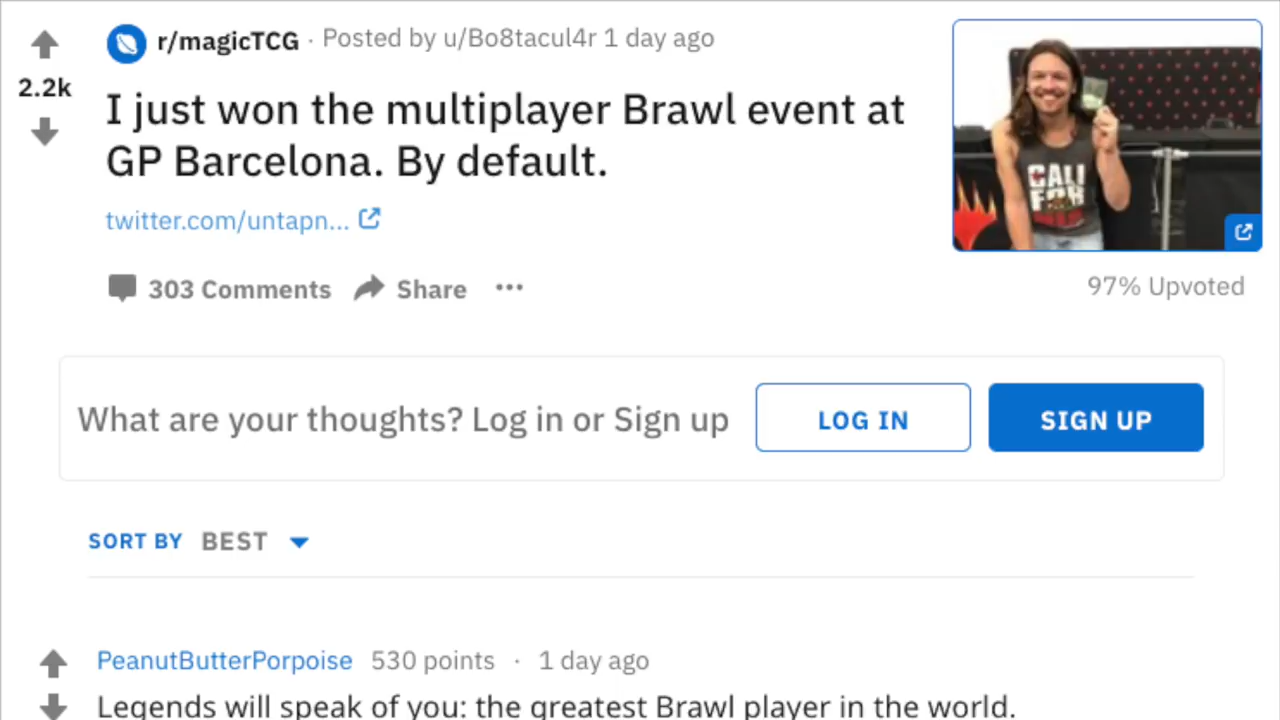 r/magicTCG · Posted by u/Bo8tacul4r 1 day ago
2.2k
I just won the multiplayer Brawl event at
GP Barcelona. By default.
twitter.com/untapn...
CALI
FOR
303 Comments Share ...
97% Upvoted
What are your thoughts? Log in or Sign up LOG IN SIGN UP
SORT BY BEST
PeanutButterPorpoise 530 points · 1 day ago
Legends will speak of you: the greatest Brawl player in the world.